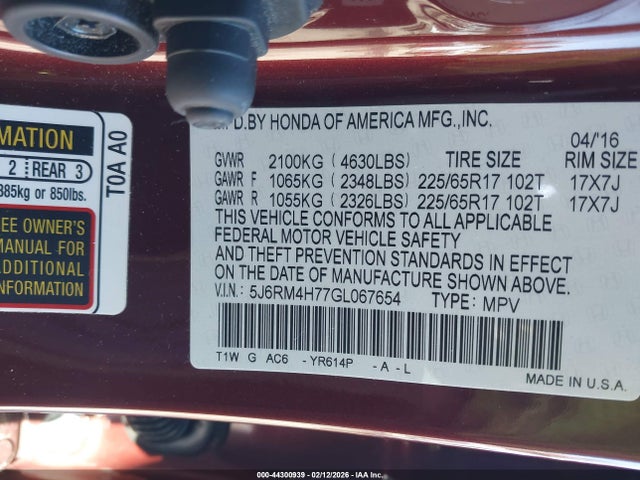 MATION
2 REAR 3
385kg or 850lbs.
EE OWNER'S
MANUAL FOR
ADDITIONAL
INFORMATION
T0A A0
D.BY HONDA OF AMERICA MFG.,INC.
04/'16
GVWR 2100KG (4630LBS) TIRE SIZE RIM SIZE
GAWR F 1065KG (2348LBS) 225/65R17 102T 17X7J
GAWR R 1055KG (2326LBS) 225/65R17 102T 17X7J
THIS VEHICLE CONFORMS TO ALL APPLICABLE
FEDERAL MOTOR VEHICLE SAFETY
AND THEFT PREVENTION STANDARDS IN EFFECT
ON THE DATE OF MANUFACTURE SHOWN ABOVE.
V.I.N.: 5J6RM4H77GL067654 TYPE: MPV
T1W G AC6 -YR614P -A -L
MADE IN U.S.A.
000-44300939 - 02/12/2026 - IAA Inc.